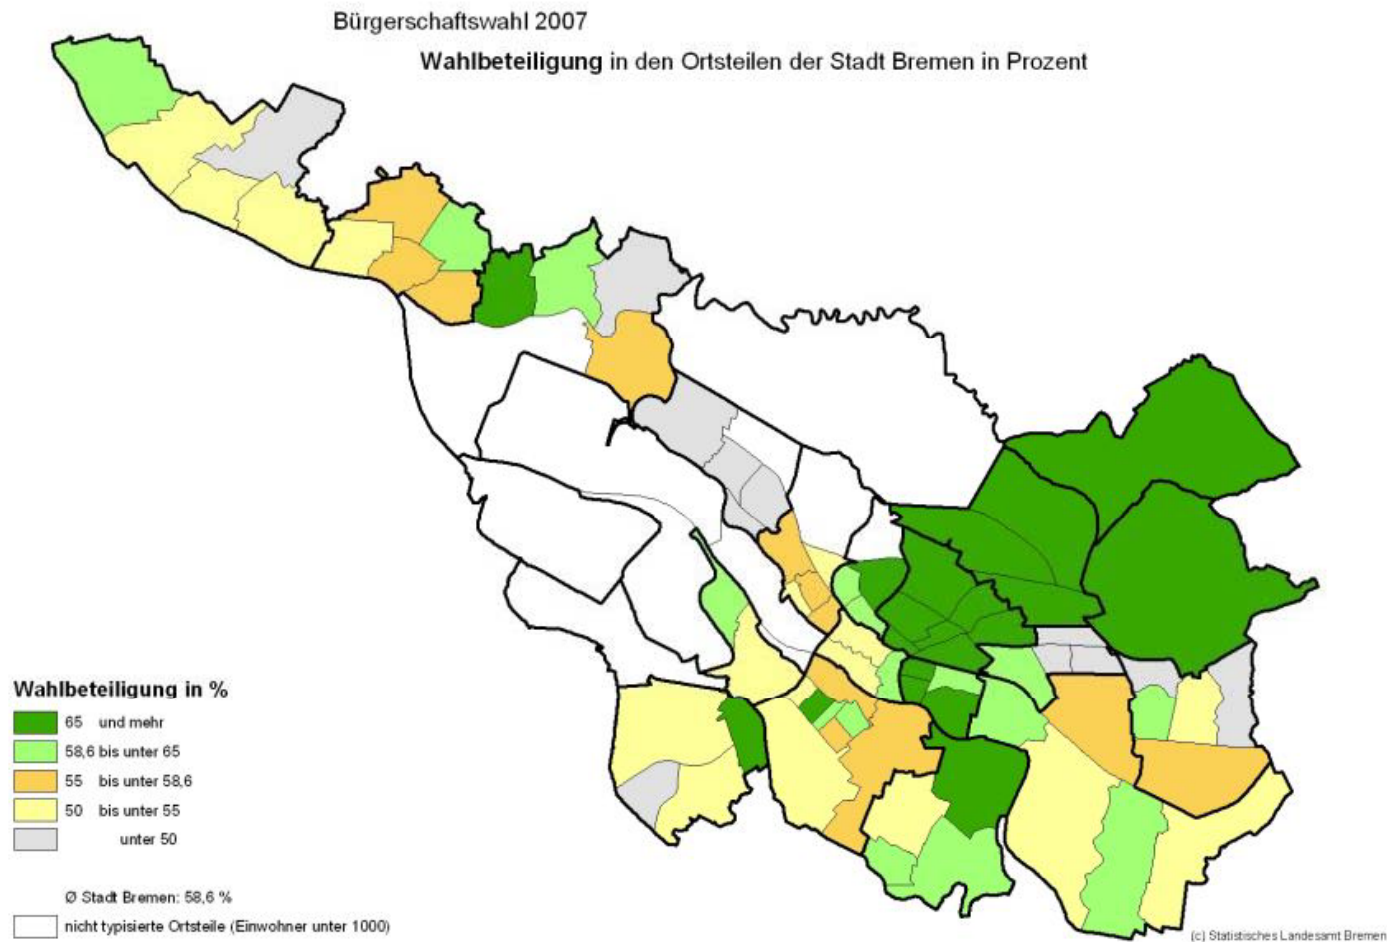 Bürgerschaftswahl 2007
Wahlbeteiligung in den Ortsteilen der Stadt Bremen in Prozent
Wahlbeteiligung in %
65 und mehr
58,6 bis unter 65
55 bis unter 58,6
50 bis unter 55
unter 50
Ø Stadt Bremen: 58,6 %
nicht typisierte Ortsteile (Einwohner unter 1000)
(c) Statistisches Landesamt Bremen